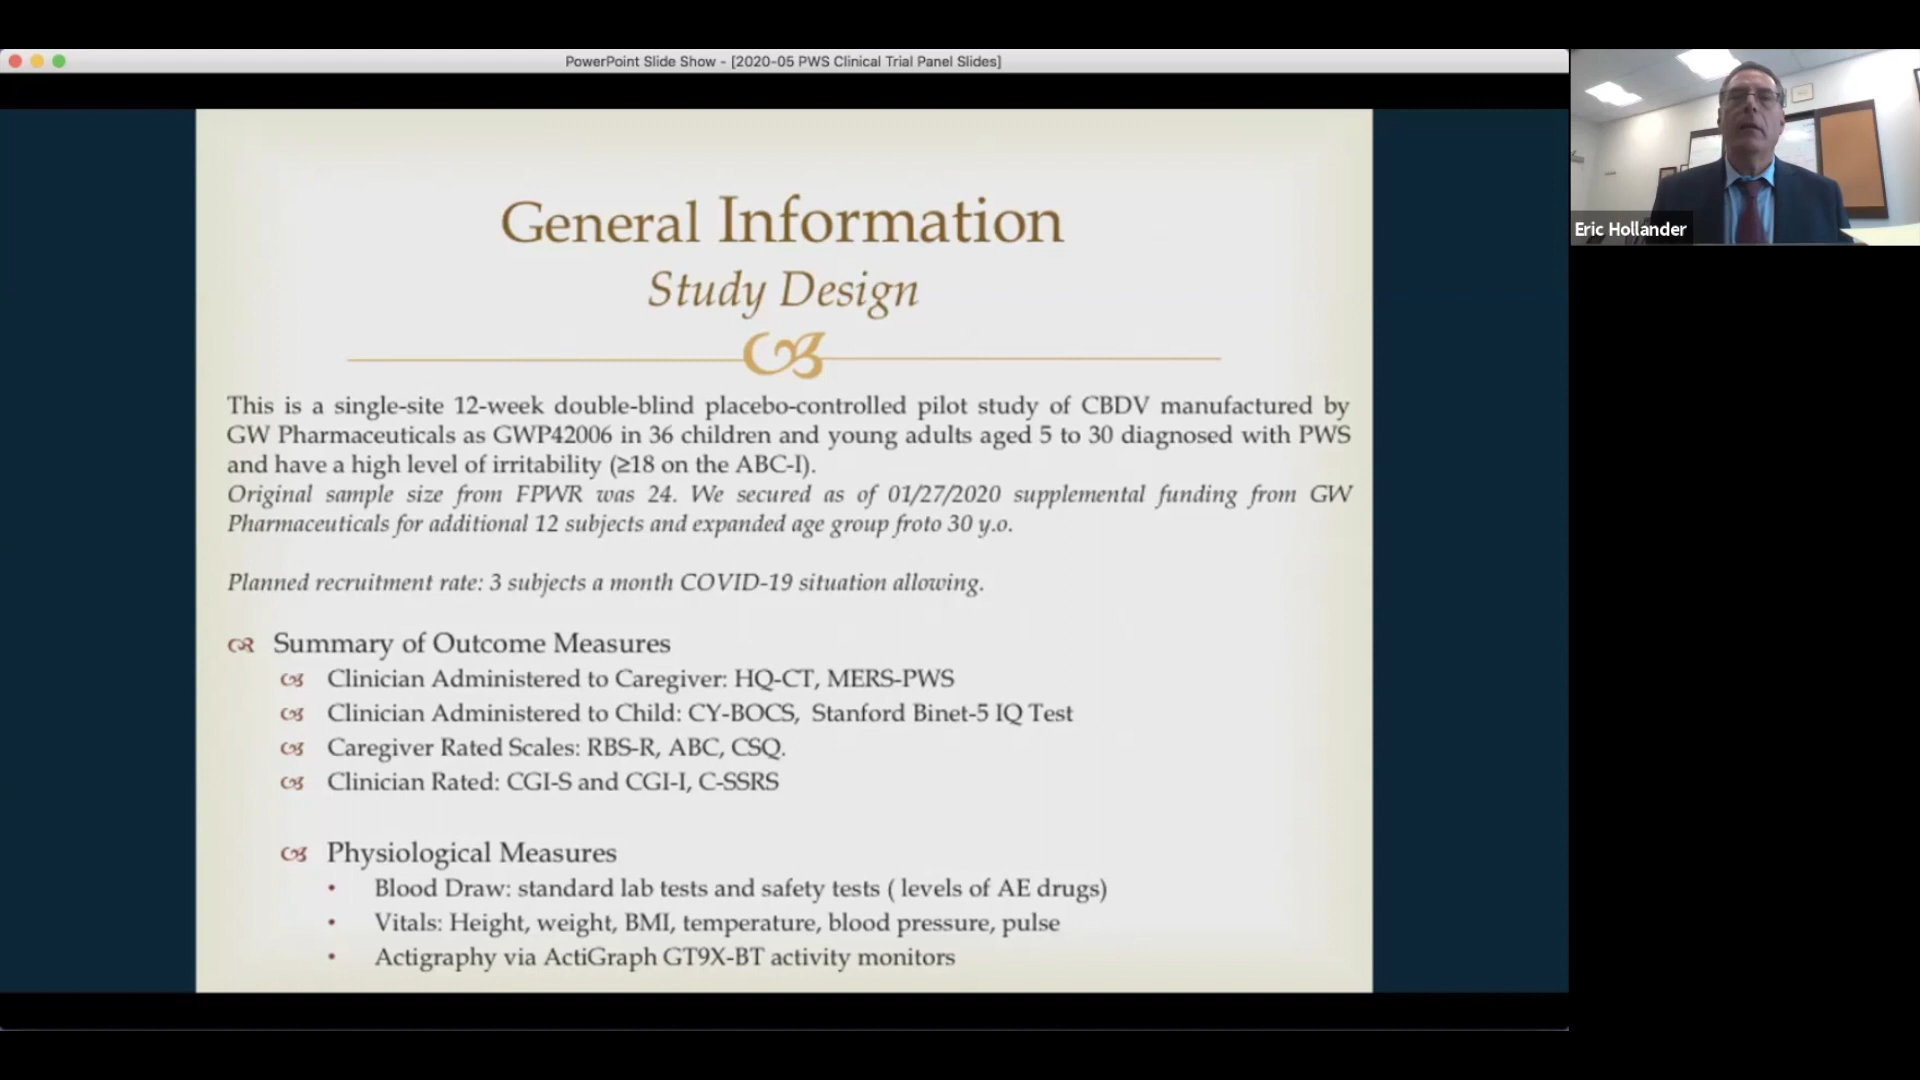 PowerPoint Slide Show - [2020-05 PWS Clinical Trial Panel Slides]
Eric Hollander
General Information
Study Design
This is a single-site 12-week double-blind placebo-controlled pilot study of CBDV manufactured by
GW Pharmaceuticals as GWP42006 in 36 children and young adults aged 5 to 30 diagnosed with PWS
and have a high level of irritability (≥18 on the ABC-I).
Original sample size from FPWR was 24. We secured as of 01/27/2020 supplemental funding from GW
Pharmaceuticals for additional 12 subjects and expanded age group froto 30 y.o.
Planned recruitment rate: 3 subjects a month COVID-19 situation allowing.
Summary of Outcome Measures
Clinician Administered to Caregiver: HQ-CT, MERS-PWS
Clinician Administered to Child: CY-BOCS, Stanford Binet-5 IQ Test
Caregiver Rated Scales: RBS-R, ABC, CSQ.
Clinician Rated: CGI-S and CGI-I, C-SSRS
Physiological Measures
• Blood Draw: standard lab tests and safety tests ( levels of AE drugs)
• Vitals: Height, weight, BMI, temperature, blood pressure, pulse
• Actigraphy via ActiGraph GT9X-BT activity monitors